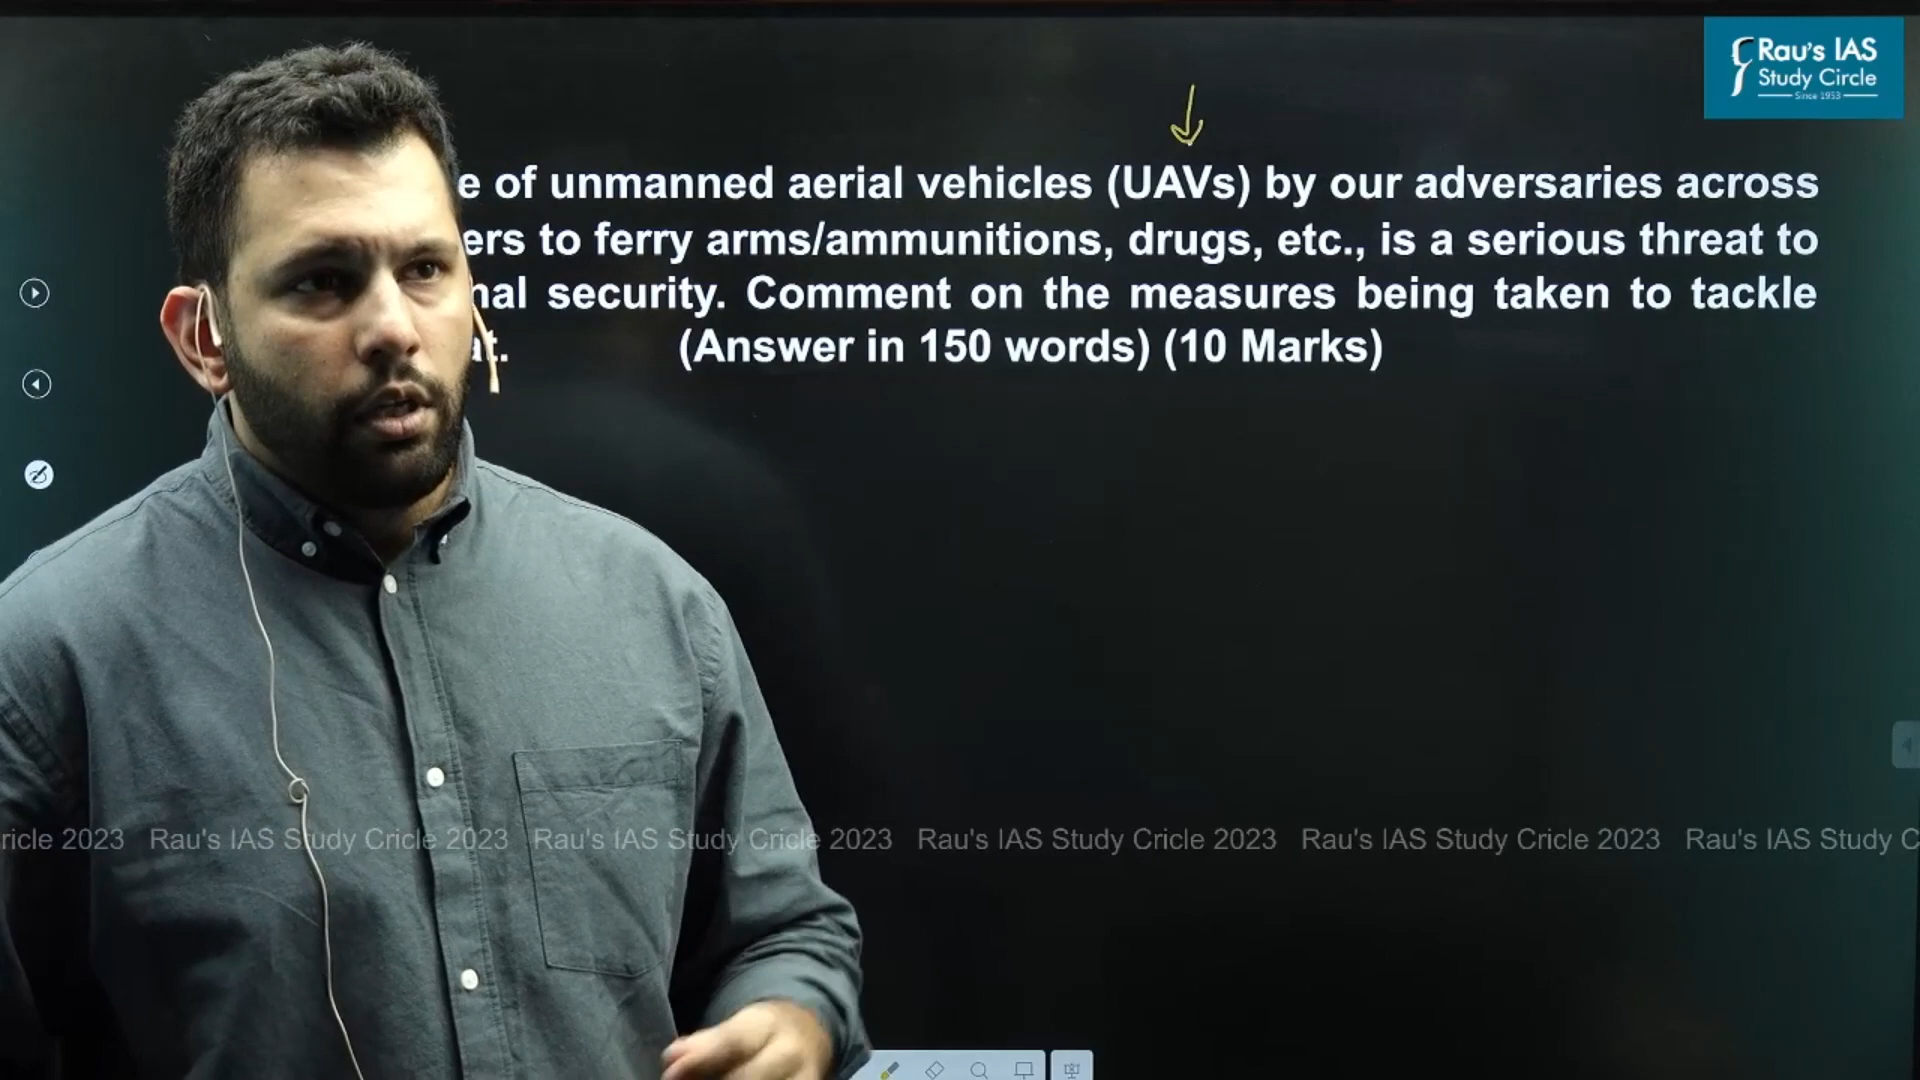 Rau's IAS
Study Circle
Since 1953
e of unmanned aerial vehicles (UAVs) by our adversaries across
ers to ferry arms/ammunitions, drugs, etc., is a serious threat to
nal security. Comment on the measures being taken to tackle
at. (Answer in 150 words) (10 Marks)
ricle 2023 Rau's IAS Study Cricle 2023 Rau's IAS Study Cricle 2023 Rau's IAS Study Cricle 2023 Rau's IAS Study Cricle 2023 Rau's IAS Study C